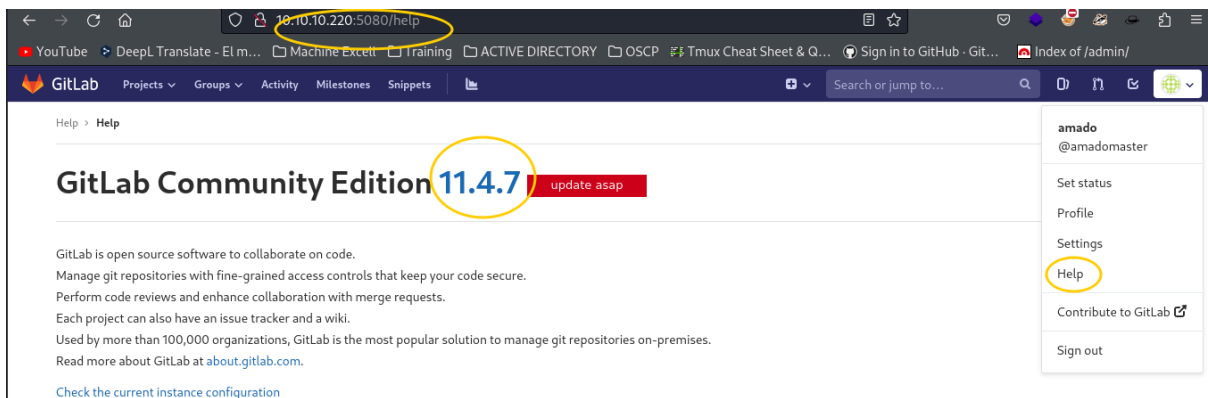 10.10.10.220:5080/help
YouTube DeepL Translate - El m... Machine Excell Training ACTIVE DIRECTORY OSCP Tmux Cheat Sheet & Q... Sign in to GitHub · Git... Index of /admin/
GitLab Projects Groups Activity Milestones Snippets Search or jump to...
Help > Help
amado
@amadomaster
GitLab Community Edition 11.4.7 update asap
Set status
Profile
Settings
Help
Contribute to GitLab
Sign out
GitLab is open source software to collaborate on code.
Manage git repositories with fine-grained access controls that keep your code secure.
Perform code reviews and enhance collaboration with merge requests.
Each project can also have an issue tracker and a wiki.
Used by more than 100,000 organizations, GitLab is the most popular solution to manage git repositories on-premises.
Read more about GitLab at about.gitlab.com.
Check the current instance configuration